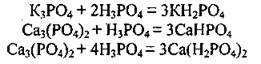 K₃PO₄ + 2H₃PO₄ = 3KH₂PO₄
Ca₃(PO₄)₂ + H₃PO₄ = 3CaHPO₄
Ca₃(PO₄)₂ + 4H₃PO₄ = 3Ca(H₂PO₄)₂